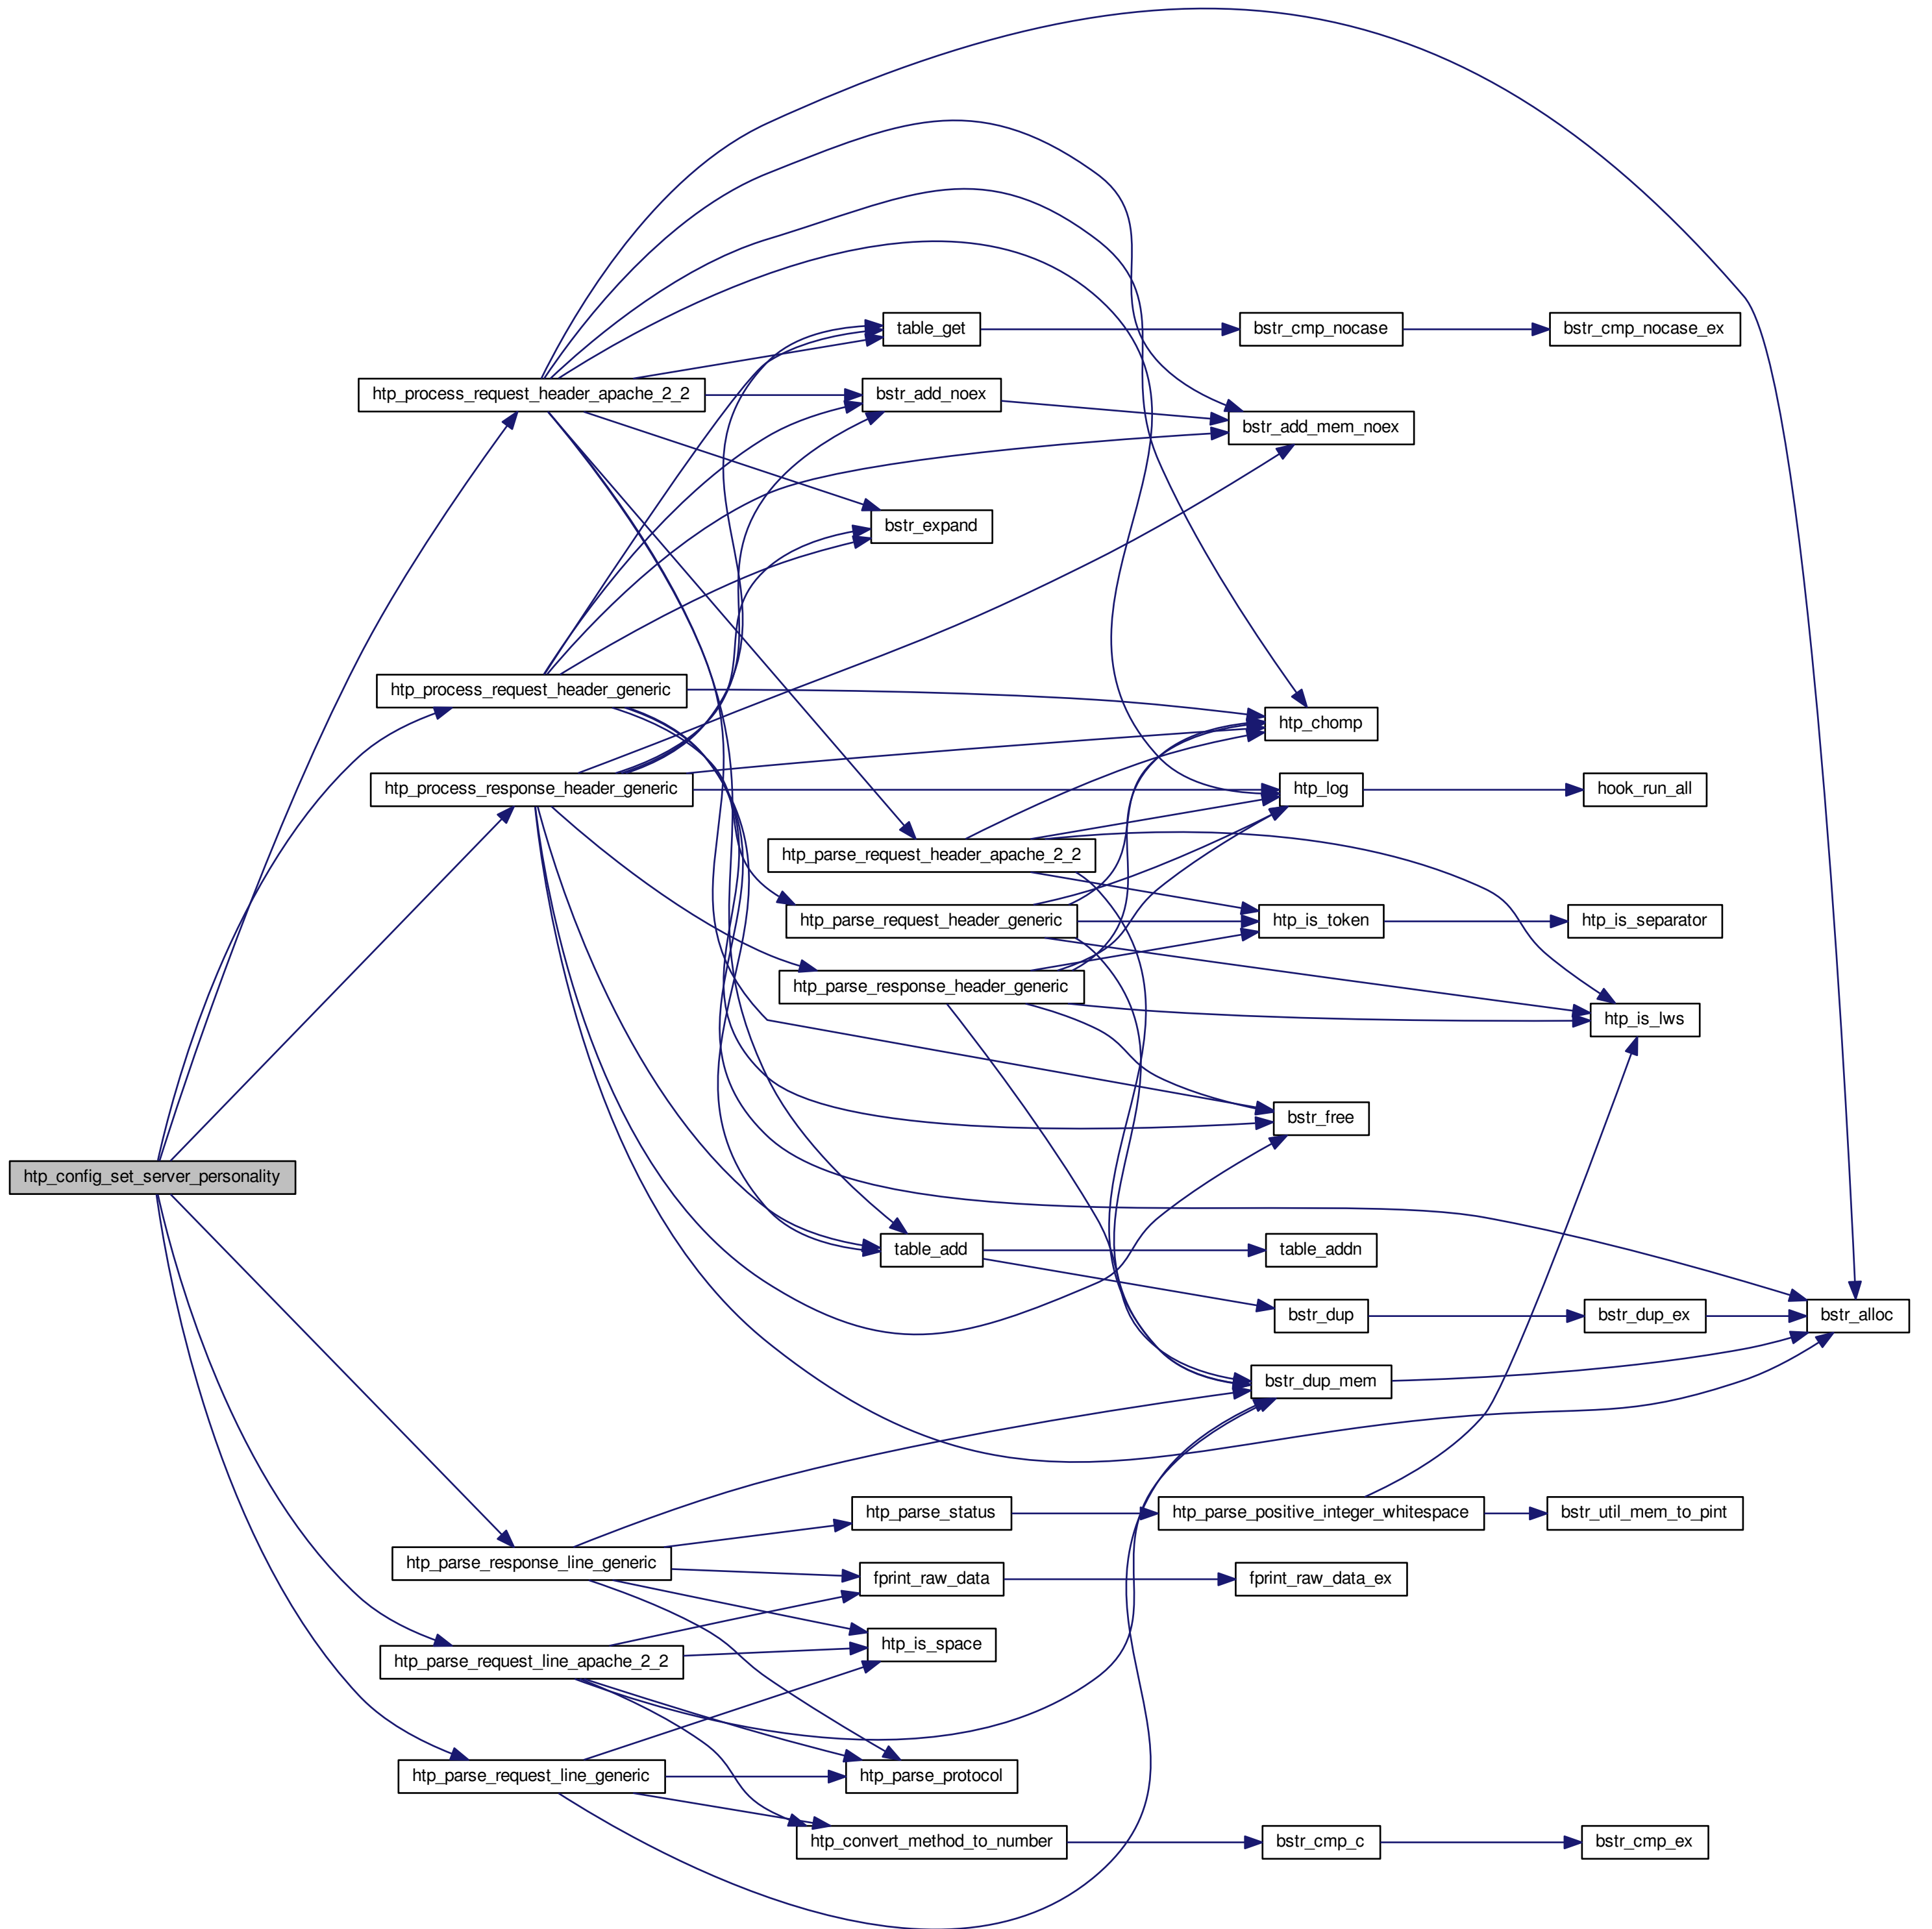 table_get
bstr_cmp_nocase
bstr_cmp_nocase_ex
htp_process_request_header_apache_2_2
bstr_add_noex
bstr_add_mem_noex
bstr_expand
htp_process_request_header_generic
htp_chomp
htp_process_response_header_generic
htp_log
hook_run_all
htp_parse_request_header_apache_2_2
htp_parse_request_header_generic
htp_is_token
htp_is_separator
htp_parse_response_header_generic
htp_is_lws
bstr_free
htp_config_set_server_personality
table_add
table_addn
bstr_dup
bstr_dup_ex
bstr_alloc
bstr_dup_mem
htp_parse_status
htp_parse_positive_integer_whitespace
bstr_util_mem_to_pint
htp_parse_response_line_generic
fprint_raw_data
fprint_raw_data_ex
htp_is_space
htp_parse_request_line_apache_2_2
htp_parse_request_line_generic
htp_parse_protocol
htp_convert_method_to_number
bstr_cmp_c
bstr_cmp_ex